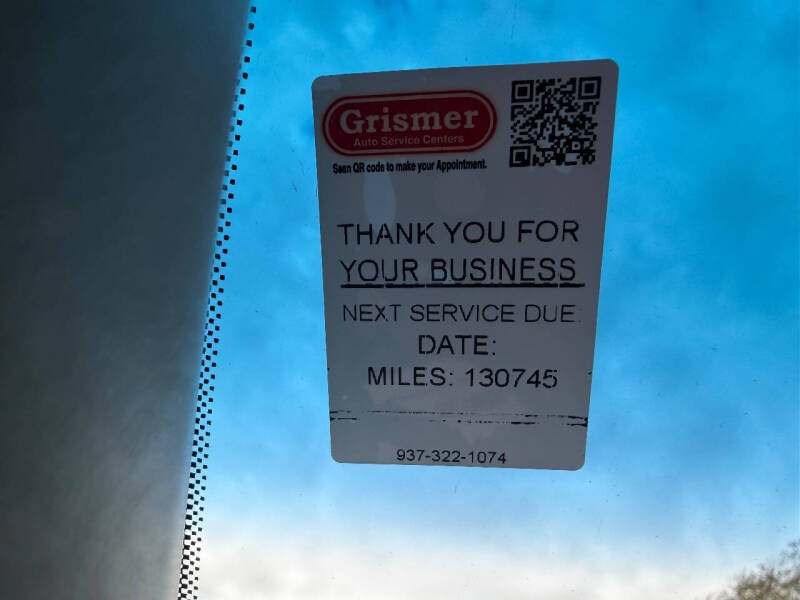 Grismer
Auto Service Centers
Scan QR code to make your Appointment.
THANK YOU FOR
YOUR BUSINESS
NEXT SERVICE DUE:
DATE:
MILES: 130745
937-322-1074